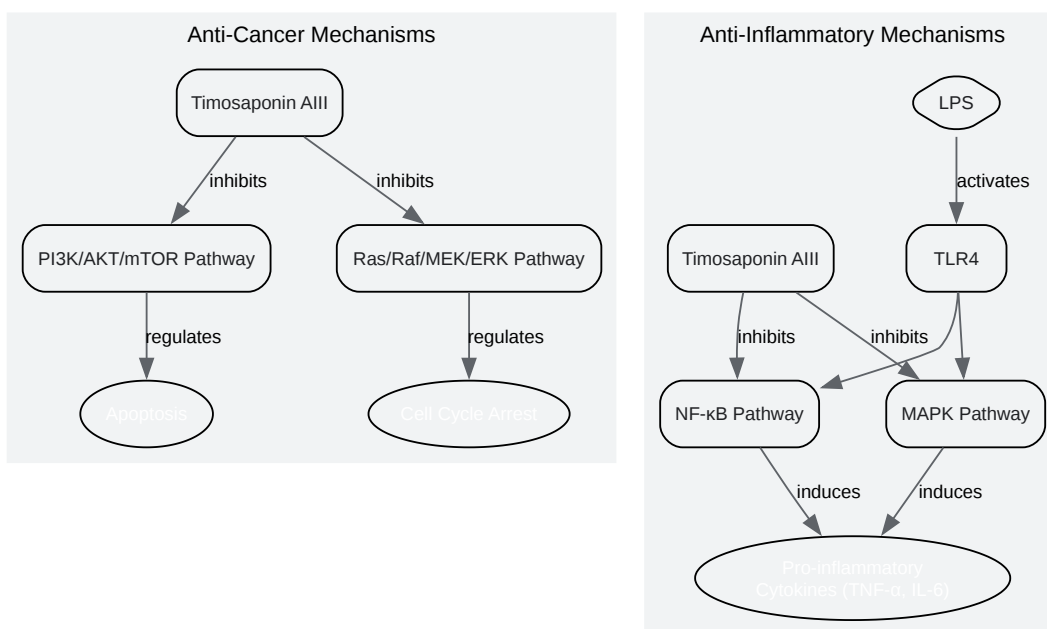 Anti-Cancer Mechanisms
Timosaponin AIII
inhibits
inhibits
PI3K/AKT/mTOR Pathway
Ras/Raf/MEK/ERK Pathway
regulates
regulates
Apoptosis
Cell Cycle Arrest
Anti-Inflammatory Mechanisms
LPS
activates
Timosaponin AIII
TLR4
inhibits
inhibits
NF-κB Pathway
MAPK Pathway
induces
induces
Pro-inflammatory
Cytokines (TNF-α, IL-6)